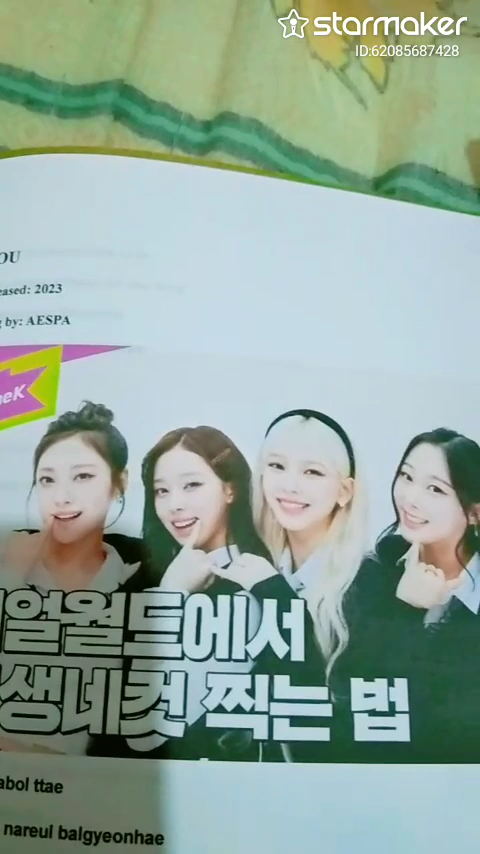 starmaker
ID:62085687428
OU
eased: 2023
g by: AESPA
neK
얼월드에서
생네컷 찍는 법
abol ttae
nareul balgyeonhae